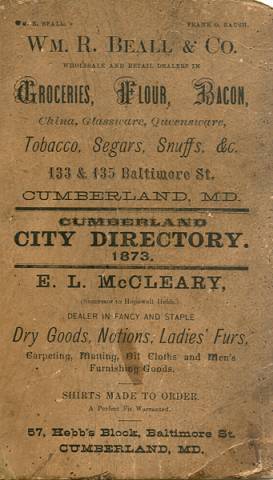 WM. R. BEALL.
FRANK O. BAUGH.
WM. R. BEALL & CO.
WHOLESALE AND RETAIL DEALERS IN
GROCERIES, FLOUR, BACON,
China, Glassware, Queensware,
Tobacco, Segars, Snuffs, &c.
133 & 135 Baltimore St.
CUMBERLAND, MD.
CUMBERLAND
CITY DIRECTORY.
1873.
E. L. McCLEARY,
(Successor to Hopewell Hebb.)
DEALER IN FANCY AND STAPLE
Dry Goods, Notions, Ladies' Furs,
Carpeting, Matting, Oil Cloths and Men's
Furnishing Goods.
SHIRTS MADE TO ORDER.
A Perfect Fit Warranted.
57, Hebb's Block, Baltimore St.
CUMBERLAND, MD.